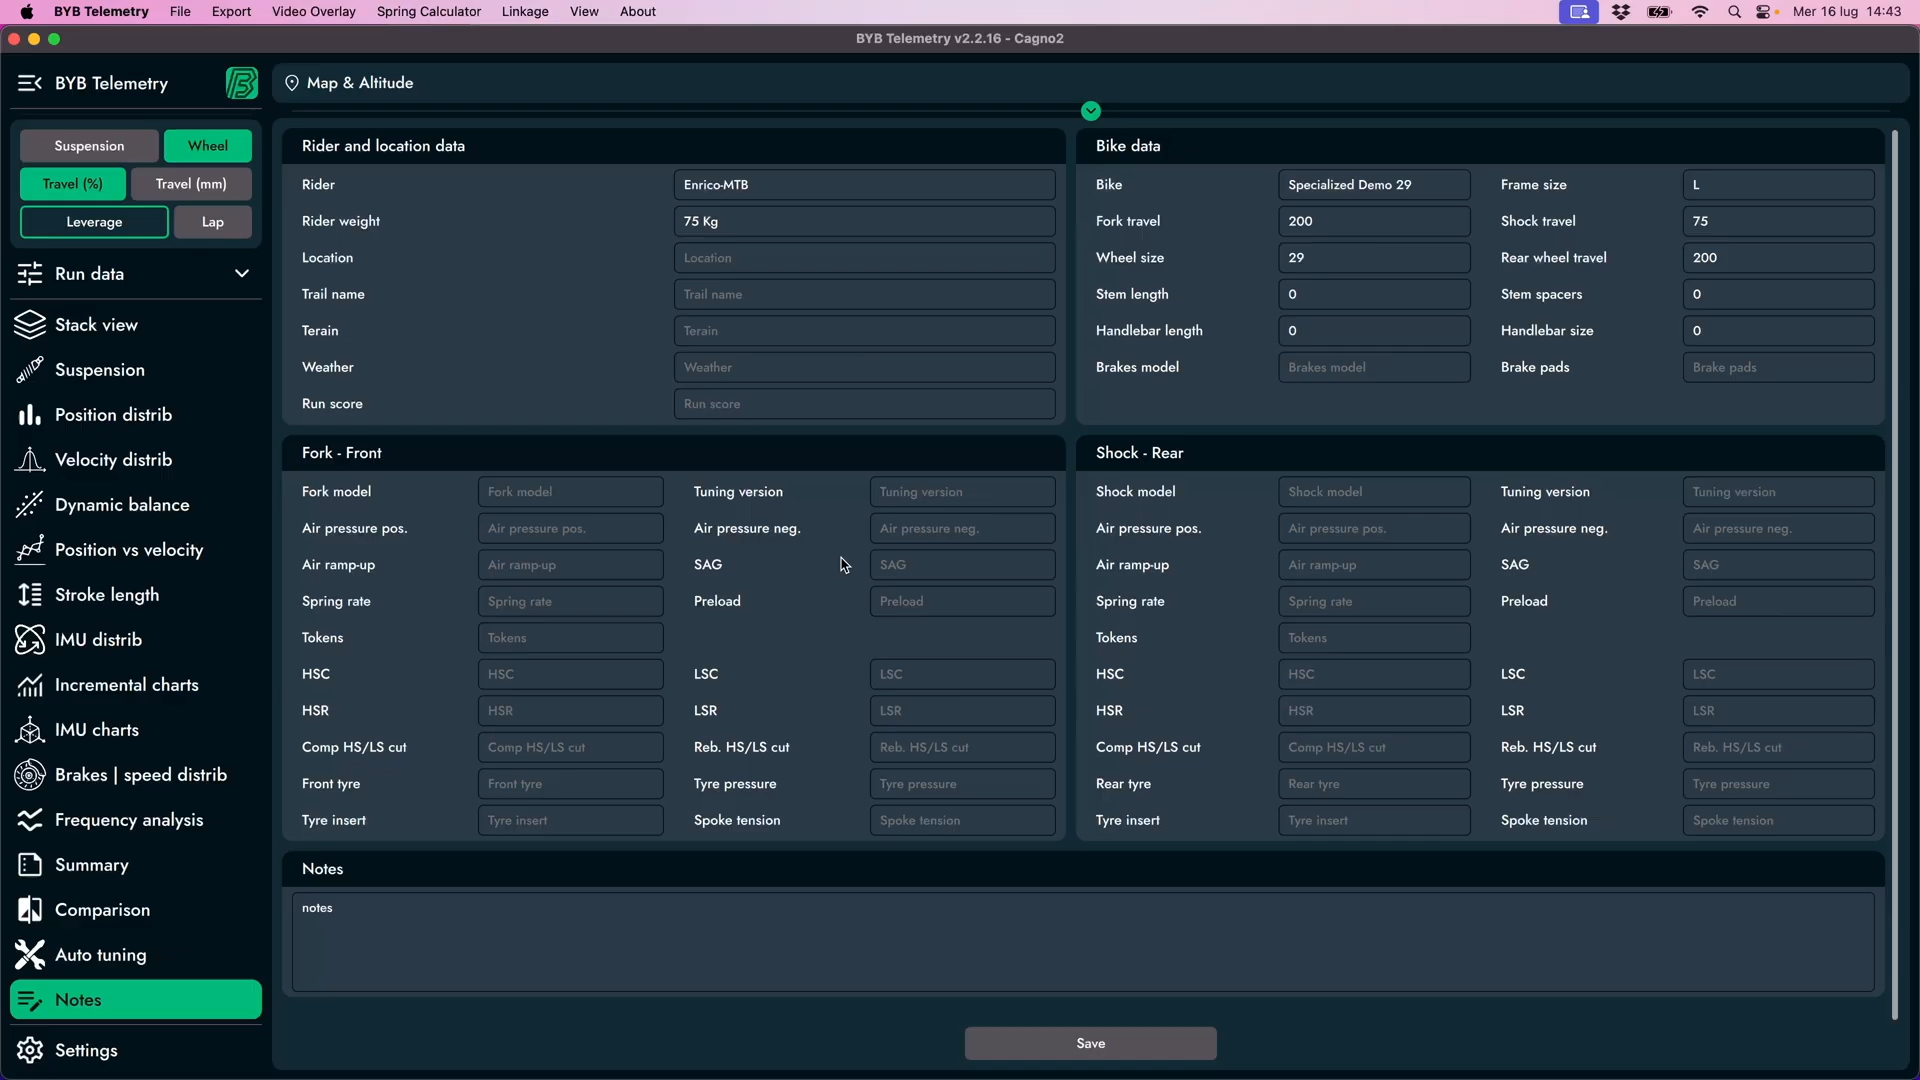 BYB Telemetry File Export Video Overlay Spring Calculator Linkage View About Mer 16 lug 14:43
BYB Telemetry v2.2.16 - Cagno2
BYB Telemetry
Suspension Wheel
Travel (%) Travel (mm)
Leverage Lap
Run data
Stack view
Suspension
Position distrib
Velocity distrib
Dynamic balance
Position vs velocity
Stroke length
IMU distrib
Incremental charts
IMU charts
Brakes | speed distrib
Frequency analysis
Summary
Comparison
Auto tuning
Notes
Settings
Map & Altitude
Rider and location data
Rider Enrico-MTB
Rider weight 75 Kg
Location Location
Trail name Trail name
Terain Terain
Weather Weather
Run score Run score
Bike data
Bike Specialized Demo 29 Frame size L
Fork travel 200 Shock travel 75
Wheel size 29 Rear wheel travel 200
Stem length 0 Stem spacers 0
Handlebar length 0 Handlebar size 0
Brakes model Brakes model Brake pads Brake pads
Fork - Front
Fork model Fork model Tuning version Tuning version
Air pressure pos. Air pressure pos. Air pressure neg. Air pressure neg.
Air ramp-up Air ramp-up SAG SAG
Spring rate Spring rate Preload Preload
Tokens Tokens
HSC HSC LSC LSC
HSR HSR LSR LSR
Comp HS/LS cut Comp HS/LS cut Reb. HS/LS cut Reb. HS/LS cut
Front tyre Front tyre Tyre pressure Tyre pressure
Tyre insert Tyre insert Spoke tension Spoke tension
Shock - Rear
Shock model Shock model Tuning version Tuning version
Air pressure pos. Air pressure pos. Air pressure neg. Air pressure neg.
Air ramp-up Air ramp-up SAG SAG
Spring rate Spring rate Preload Preload
Tokens Tokens
HSC HSC LSC LSC
HSR HSR LSR LSR
Comp HS/LS cut Comp HS/LS cut Reb. HS/LS cut Reb. HS/LS cut
Rear tyre Rear tyre Tyre pressure Tyre pressure
Tyre insert Tyre insert Spoke tension Spoke tension
Notes
notes
Save